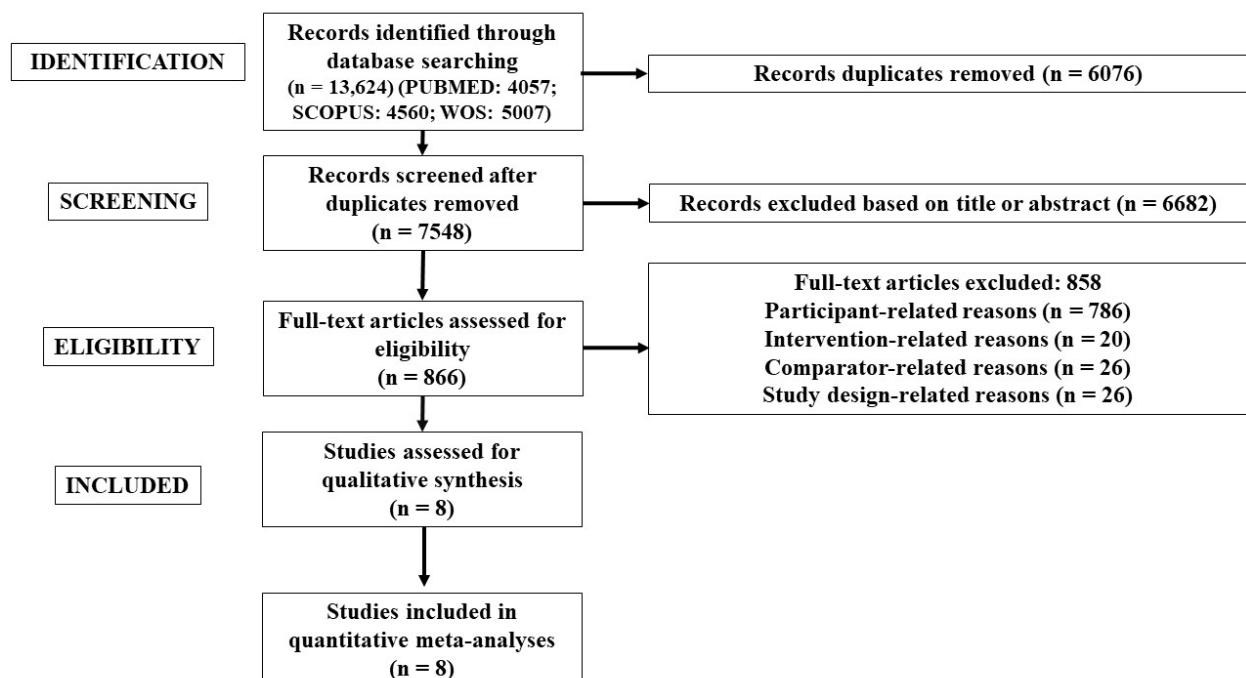 IDENTIFICATION
Records identified through
database searching
(n = 13,624) (PUBMED: 4057;
SCOPUS: 4560; WOS: 5007)
Records duplicates removed (n = 6076)
SCREENING
Records screened after
duplicates removed
(n = 7548)
Records excluded based on title or abstract (n = 6682)
ELIGIBILITY
Full-text articles assessed for
eligibility
(n = 866)
Full-text articles excluded: 858
Participant-related reasons (n = 786)
Intervention-related reasons (n = 20)
Comparator-related reasons (n = 26)
Study design-related reasons (n = 26)
INCLUDED
Studies assessed for
qualitative synthesis
(n = 8)
Studies included in
quantitative meta-analyses
(n = 8)